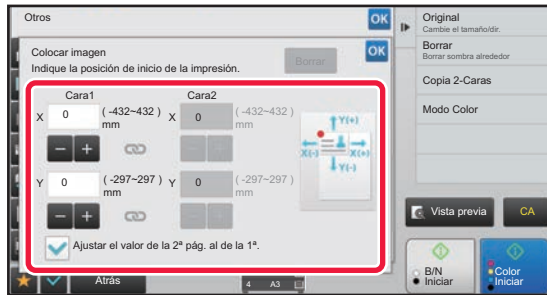 Otros
OK
Colocar imagen
Indique la posición de inicio de la impresión.
Borrar
OK
Cara1
Cara2
X 0 (-432~432) mm
X 0 (-432~432) mm
- +
- +
Y 0 (-297~297) mm
Y 0 (-297~297) mm
- +
- +
Y(+)
X(-)
X(+)
Y(-)
Ajustar el valor de la 2ª pág. al de la 1ª.
Atrás
4 A3
Original
Cambie el tamaño/dir.
Borrar
Borrar sombra alrededor
Copia 2-Caras
Modo Color
Vista previa
CA
B/N
Iniciar
Color
Iniciar